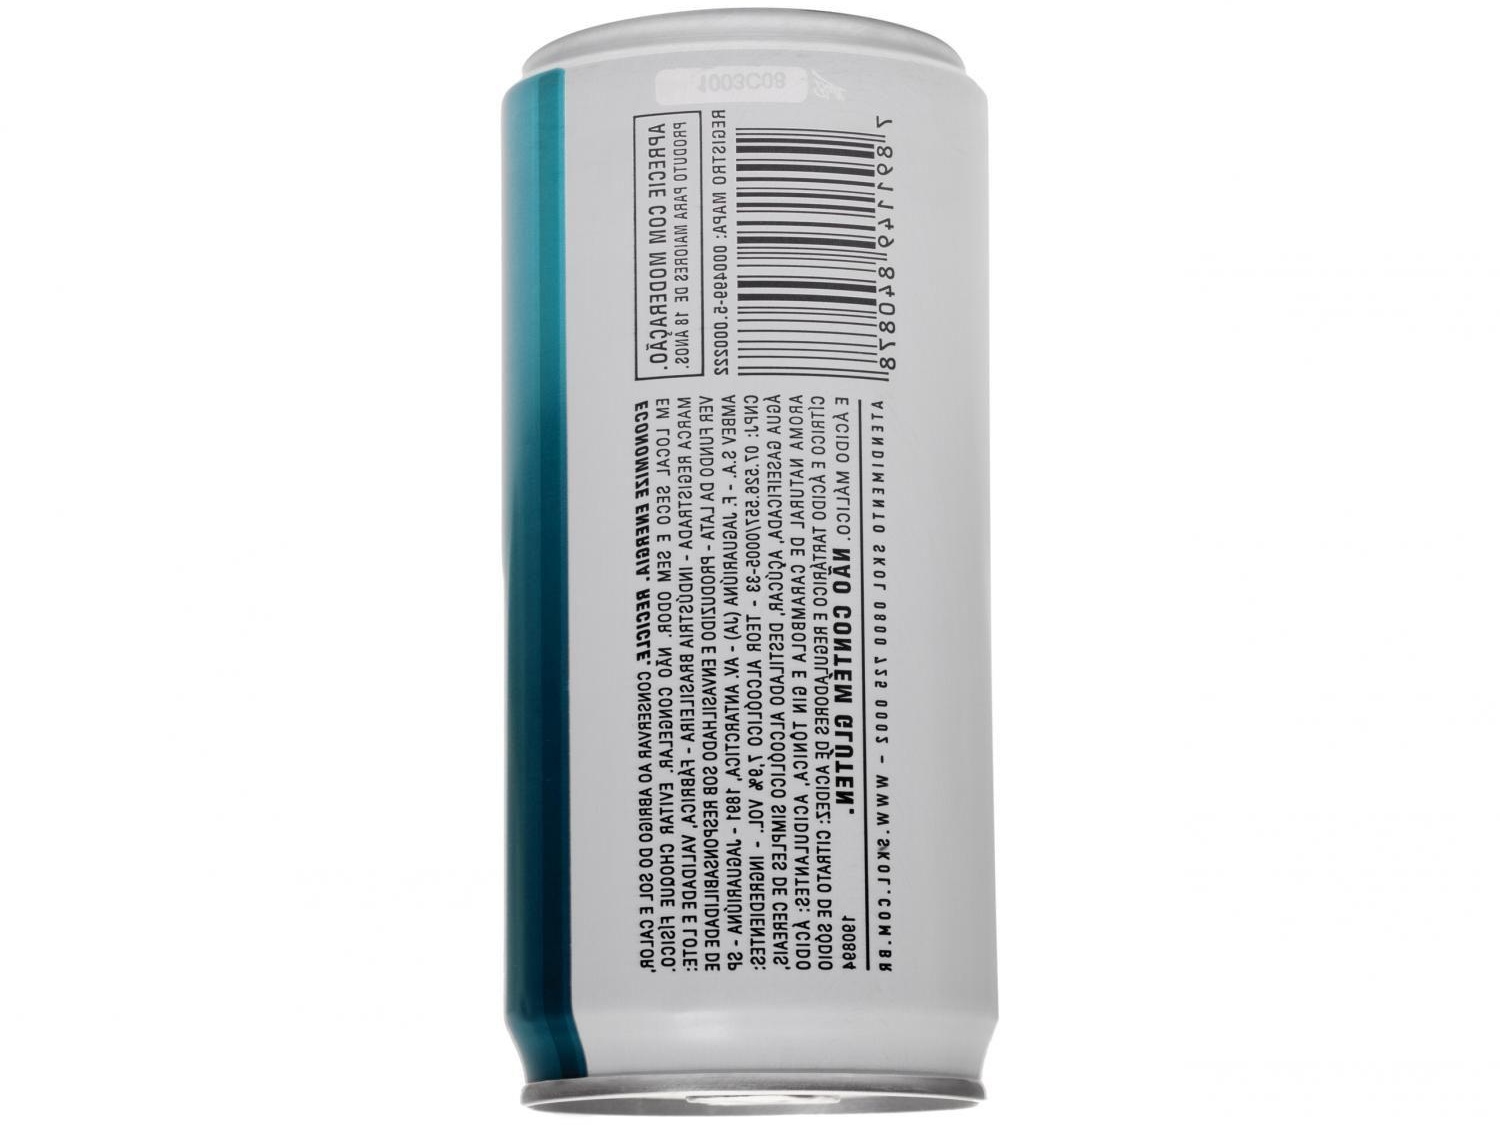 1003C08
APRECIE COM MODERAÇÃO.
PRODUTO PARA MAIORES DE 18 ANOS.
REGISTRO MAPA: 000466-5.000222
7 891149 840878
ECONOMIZE ENERGIA. RECICLE. CONSERVAR AO ABRIGO DO SOL E CALOR,
EM LOCAL SECO E SEM ODOR. NÃO CONGELAR. EVITAR CHOQUE FÍSICO.
MARCA REGISTRADA - INDÚSTRIA BRASILEIRA - FABRIC., VALIDADE E LOTE:
VER FUNDO DA LATA - PRODUZIDO E ENVASILHADO SOB RESPONSABILIDADE DE
AMBEV S.A. - F. JAGUARIÚNA (JA) - AV. ANTARCTICA, 1891 - JAGUARIÚNA - SP
CNPJ: 07.526.557/0005-33 - TEOR ALCOÓLICO 7,9% VOL. - INGREDIENTES:
ÁGUA GASEIFICADA, AÇÚCAR, DESTILADO ALCOÓLICO SIMPLES DE CEREAIS,
AROMA NATURAL DE CARAMBOLA E GIN TÔNICA, ACIDULANTES: ÁCIDO
CÍTRICO E ÁCIDO TARTÁRICO E REGULADORES DE ACIDEZ: CITRATO DE SÓDIO
E ÁCIDO MÁLICO. NÃO CONTÉM GLÚTEN.
ATENDIMENTO SKOL 0800 725 0002 - WWW.SKOL.COM.BR